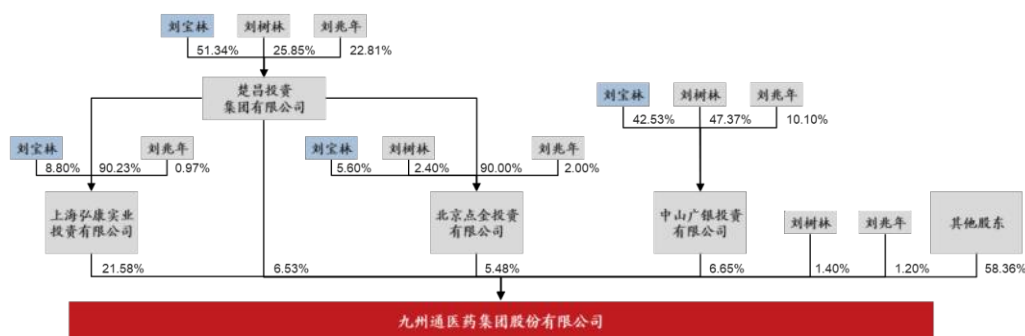 刘宝林 刘树林 刘兆年
51.34% 25.85% 22.81%
楚昌投资
集团有限公司
刘宝林 刘树林 刘兆年
42.53% 47.37% 10.10%
刘宝林 刘兆年 刘宝林 刘树林 刘兆年
8.80% 90.23% 0.97% 5.60% 2.40% 90.00% 2.00%
上海弘康实业
投资有限公司
北京点金投资
有限公司
中山广银投资
有限公司
刘树林 刘兆年 其他股东
21.58% 6.53% 5.48% 6.65% 1.40% 1.20% 58.36%
九州通医药集团股份有限公司